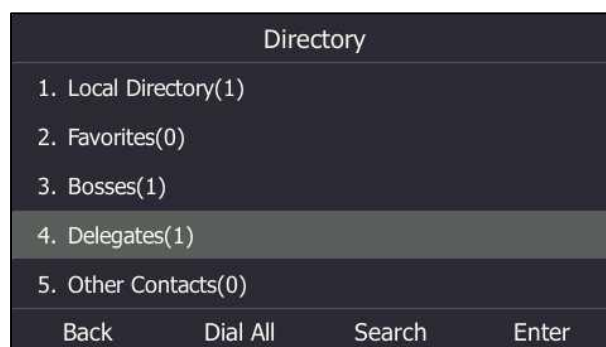 Directory
1. Local Directory(1)
2. Favorites(0)
3. Bosses(1)
4. Delegates(1)
5. Other Contacts(0)
Back Dial All Search Enter